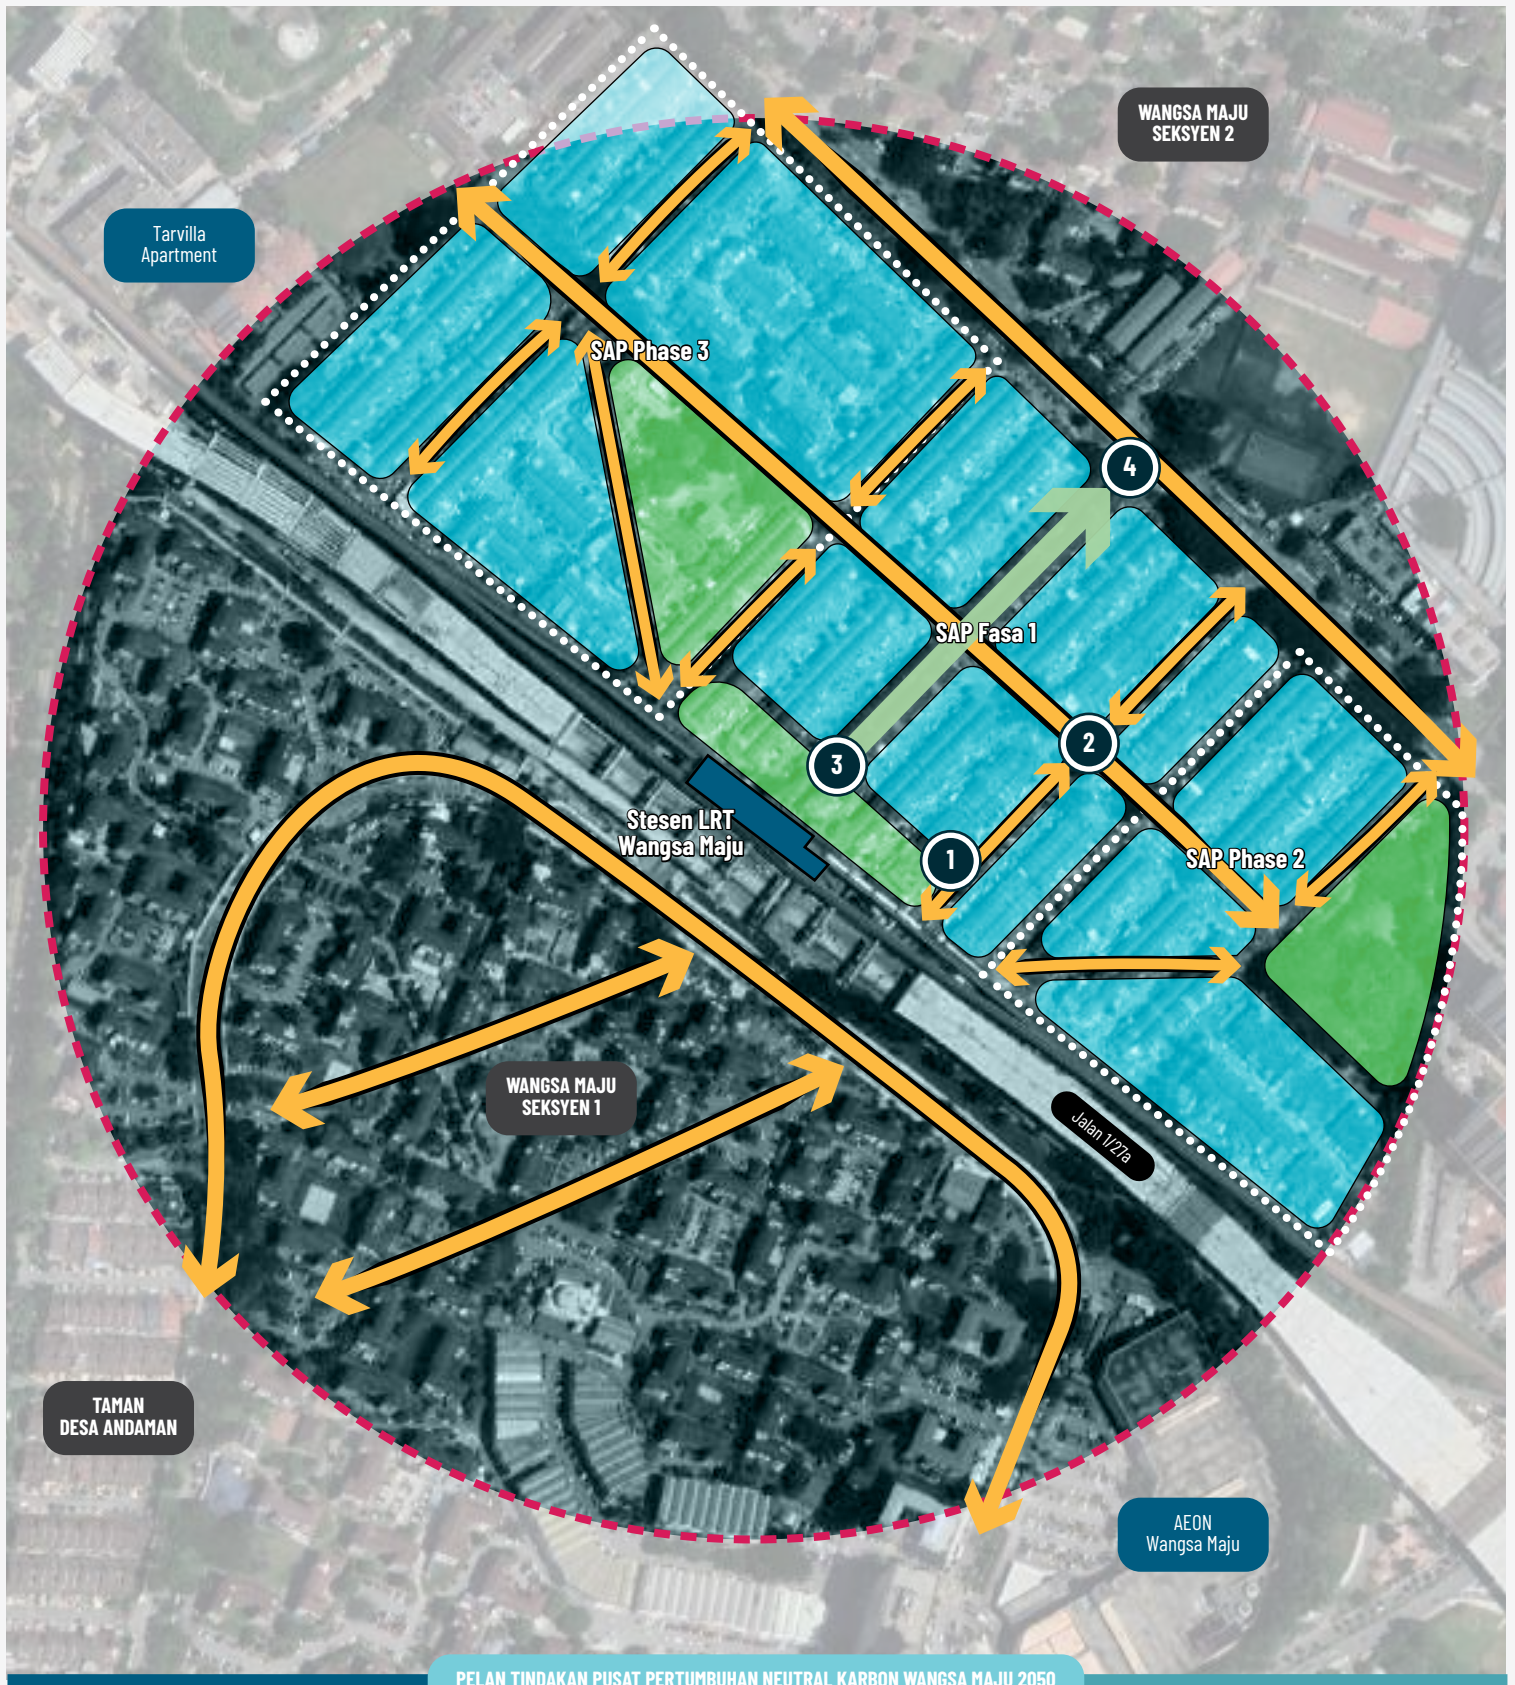 WANGSA MAJU
SEKSYEN 2
Tarvilla
Apartment
SAP Phase 3
4
SAP Fasa 1
2
3
Stesen LRT
Wangsa Maju
1
SAP Phase 2
WANGSA MAJU
SEKSYEN 1
Jalan 1/27a
TAMAN
DESA ANDAMAN
AEON
Wangsa Maju
PELAN TINDAKAN PUSAT PERTUMBUHAN NEUTRAL KARBON WANGSA MAJU 2050